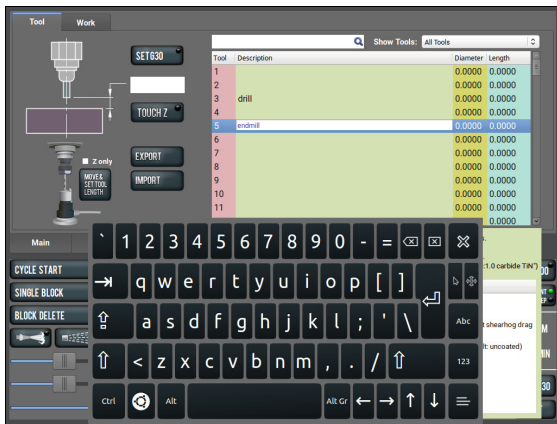 Tool Work
Show Tools: All Tools
SET G30
Tool Description Diameter Length
1 0.0000 0.0000
2 0.0000 0.0000
3 drill 0.0000 0.0000
TOUCH Z
4 0.0000 0.0000
5 endmill 0.0000 0.0000
6 0.0000 0.0000
7 0.0000 0.0000
EXPORT
8 0.0000 0.0000
Z only
MOVE & SET TOOL LENGTH
IMPORT
9 0.0000 0.0000
10 0.0000 0.0000
11 0.0000 0.0000
0.0000
Main
` 1 2 3 4 5 6 7 8 9 0 - =
s.
:1.0 carbide TiN")
CYCLE START
q w e r t y u i o p [ ]
SINGLE BLOCK
BLOCK DELETE
a s d f g h j k l ; ' \ Abc
t shearhog drag
lt: uncoated)
< z x c v b n m , . / 123
MIN
30
Ctrl Alt Alt Gr